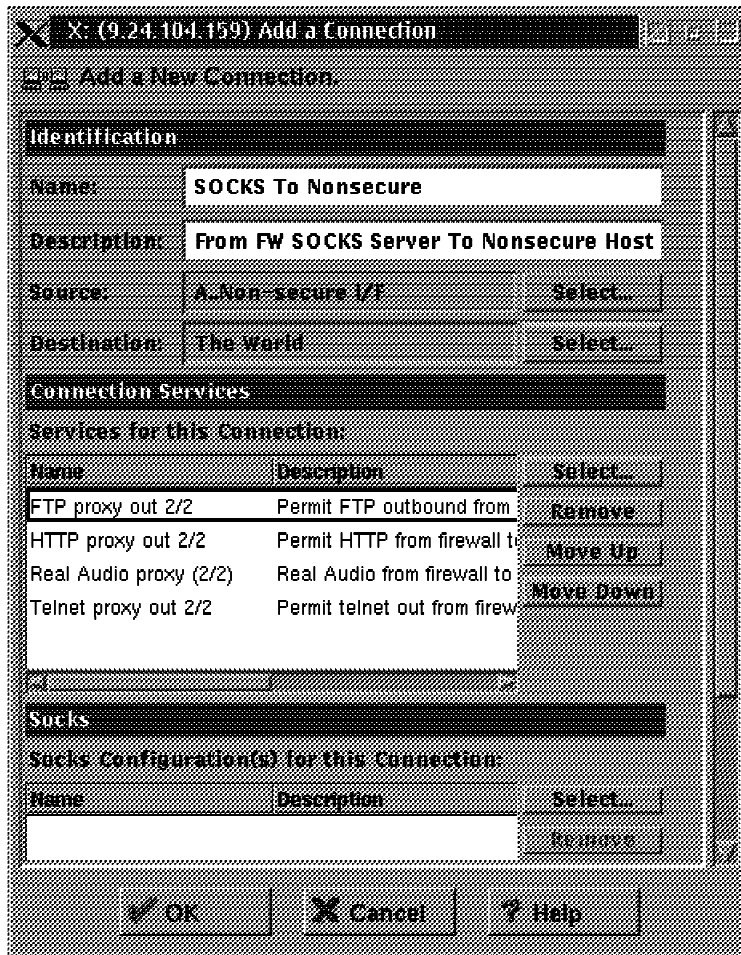 X: (9.24.104.159) Add a Connection
Add a New Connection.
Identification
Name: SOCKS To Nonsecure
Description: From FW SOCKS Server To Nonsecure Host
Source: A..Non-secure I/F Select...
Destination: The World Select...
Connection Services
Services for this Connection:
Name Description Select...
FTP proxy out 2/2 Permit FTP outbound from Remove
HTTP proxy out 2/2 Permit HTTP from firewall to Move Up
Real Audio proxy (2/2) Real Audio from firewall to Move Down
Telnet proxy out 2/2 Permit telnet out from firew
Socks
Socks Configuration(s) for this Connection:
Name Description Select...
Remove
OK Cancel Help